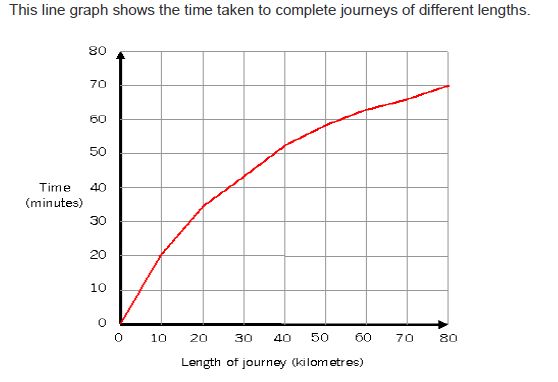 This line graph shows the time taken to complete journeys of different lengths.
80
70
60
50
Time
(minutes)
40
30
20
10
0
0 10 20 30 40 50 60 70 80
Length of journey (kilometres)